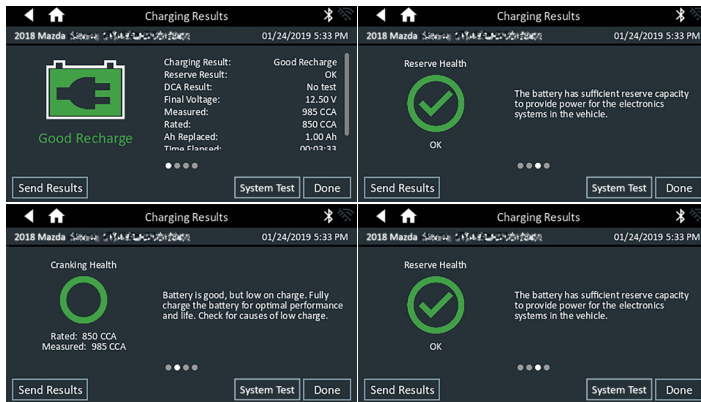 Charging Results
2018 Mazda
01/24/2019 5:33 PM
Good Recharge
Charging Result: Good Recharge
Reserve Result: OK
DCA Result: No test
Final Voltage: 12.50 V
Measured: 985 CCA
Rated: 850 CCA
Ah Replaced: 1.00 Ah
Time Elapsed: 00:03:33
Send Results
System Test
Done
Charging Results
2018 Mazda
01/24/2019 5:33 PM
Reserve Health
OK
The battery has sufficient reserve capacity
to provide power for the electronics
systems in the vehicle.
Send Results
System Test
Done
Charging Results
2018 Mazda
01/24/2019 5:33 PM
Cranking Health
Rated: 850 CCA
Measured: 985 CCA
Battery is good, but low on charge. Fully
charge the battery for optimal performance
and life. Check for causes of low charge.
Send Results
System Test
Done
Charging Results
2018 Mazda
01/24/2019 5:33 PM
Reserve Health
OK
The battery has sufficient reserve capacity
to provide power for the electronics
systems in the vehicle.
Send Results
System Test
Done